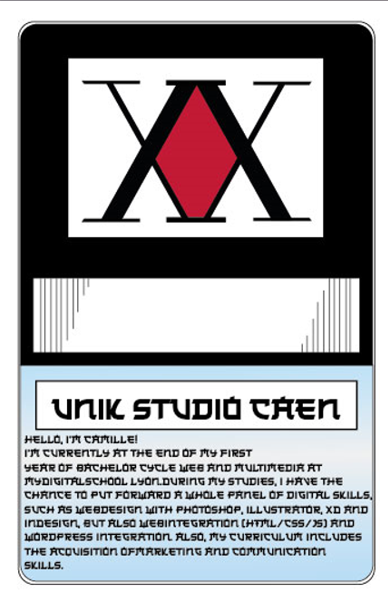 UNIK STUDIO CAEN
HELLO, I'M CAMILLE!
I'M CURRENTLY AT THE END OF MY FIRST
YEAR OF BACHELOR CYCLE WEB AND MULTIMEDIA AT
MYDIGITALSCHOOL LYON.DURING MY STUDIES, I HAVE THE
CHANCE TO PUT FORWARD A WHOLE PANEL OF DIGITAL SKILLS,
SUCH AS WEBDESIGN WITH PHOTOSHOP, ILLUSTRATOR, XD AND
INDESIGN, BUT ALSO WEBINTEGRATION (HTML/CSS/JS) AND
WORDPRESS INTEGRATION. ALSO, MY CURRICULUM INCLUDES
THE ACQUISITION OFMARKETING AND COMMUNICATION
SKILLS.